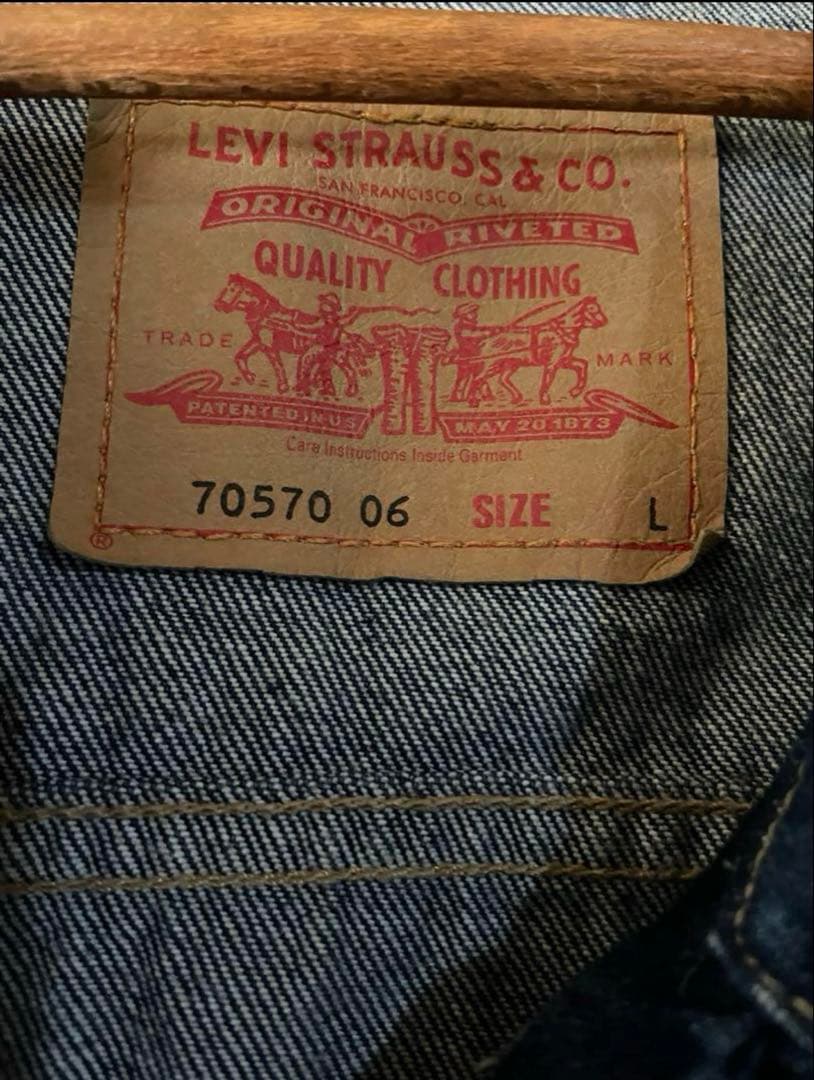 LEVI STRAUSS & CO.
SAN FRANCISCO, CAL
ORIGINAL RIVETED
QUALITY CLOTHING
TRADE MARK
PATENTED IN U S MAY 20 1873
Care Instructions Inside Garment
70570 06 SIZE L
®